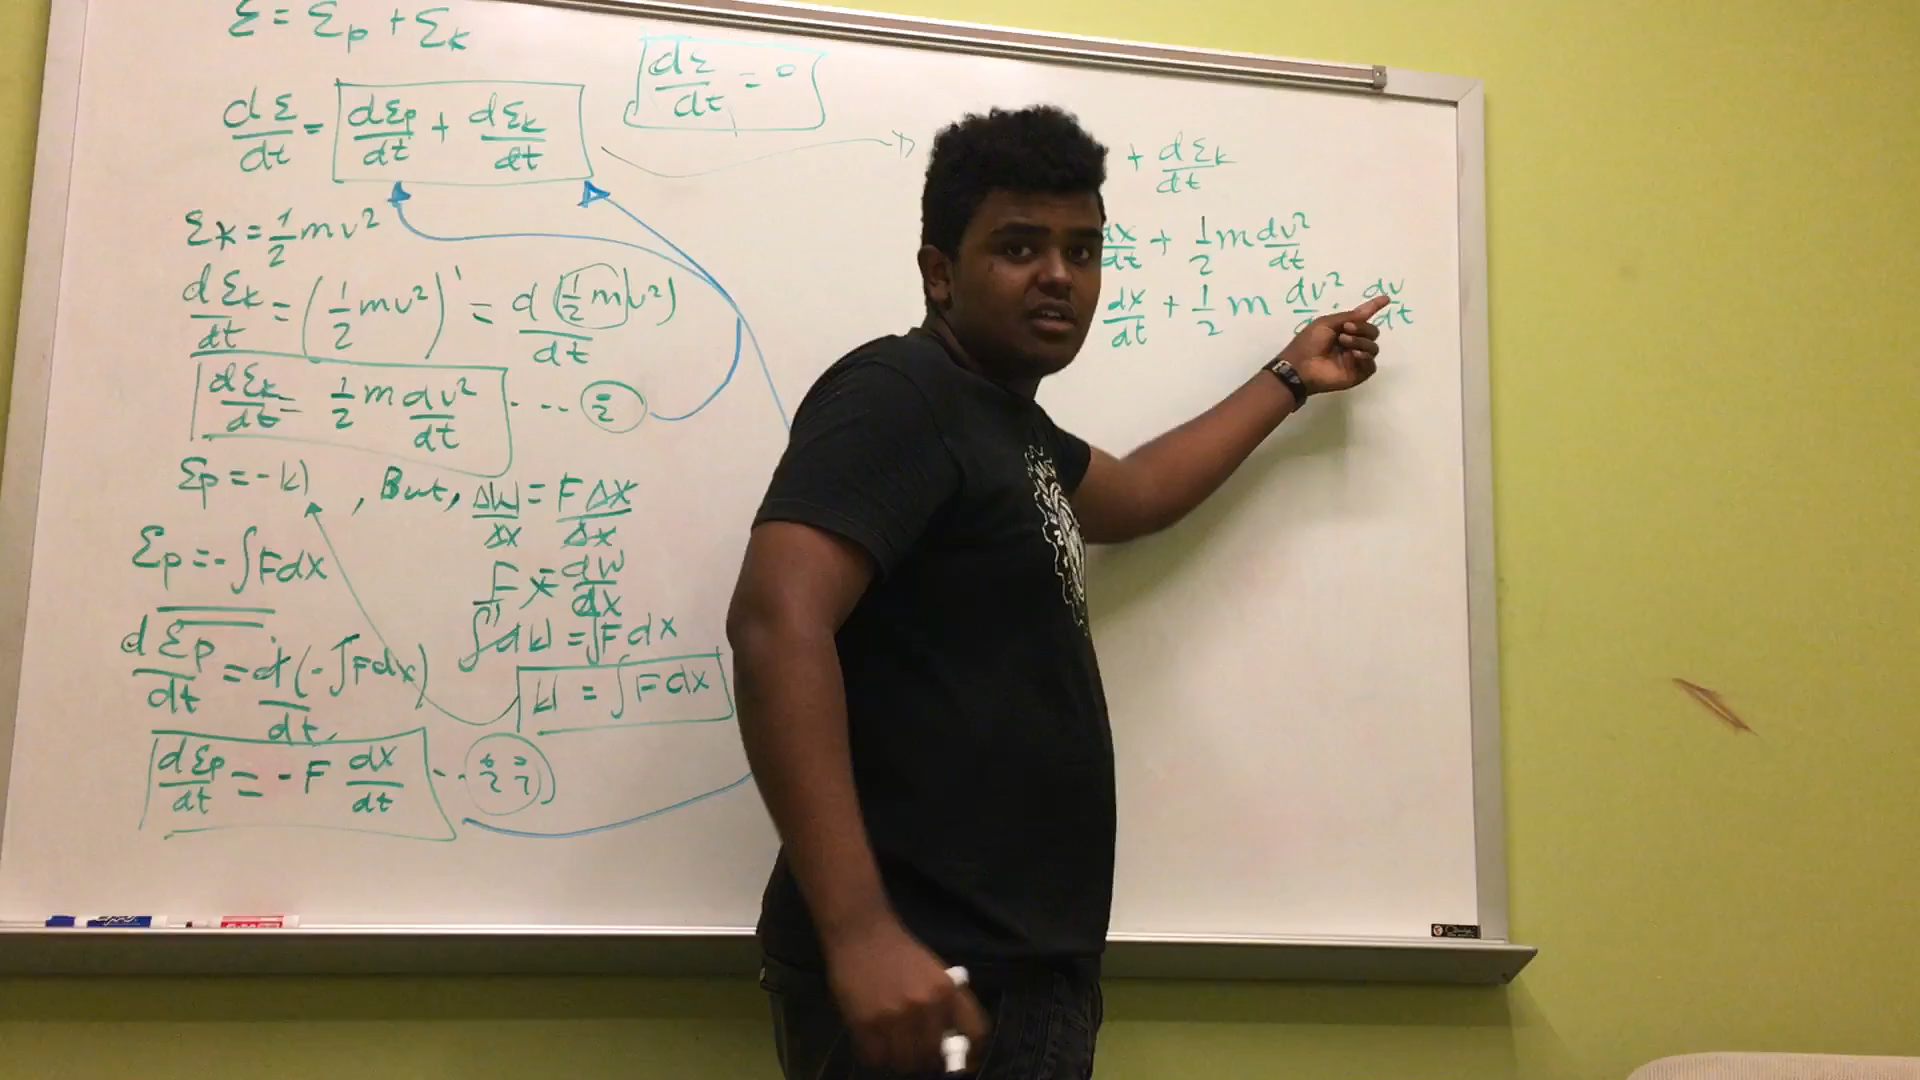 Σ = Σp + Σk
dΣ/dt = dΣp/dt + dΣk/dt
dΣ/dt = 0
Σk = 1/2 mv²
dΣk/dt = (1/2 mv²)' = d(1/2 m v²)/dt
dΣk/dt = 1/2 m dv²/dt
Σp = -W
, But, ΔW/Δx = FΔx/Δx
Σp = -∫Fdx
F = dW/dx
∫dW = ∫Fdx
dΣp/dt = d(-∫Fdx)/dt
W = ∫Fdx
dΣp/dt = -F dx/dt
+ dΣk/dt
dx/dt + 1/2 m dv²/dt
dx/dt + 1/2 m dv² · dv/dt